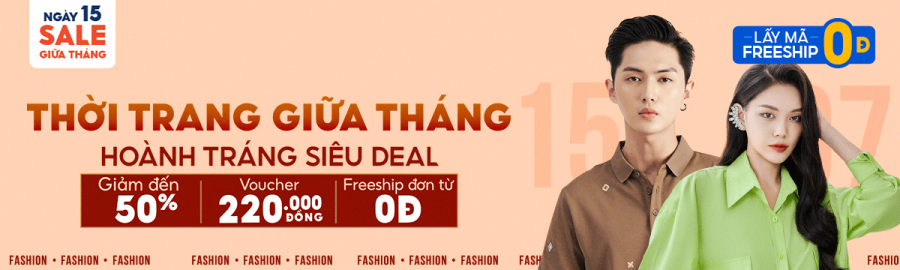 NGÀY 15
SALE
GIỮA THÁNG
LẤY MÃ
FREESHIP
0Đ
THỜI TRANG GIỮA THÁNG
HOÀNH TRÁNG SIÊU DEAL
Giảm đến
50%
Voucher
220.000
ĐỒNG
Freeship đơn từ
0Đ
15
07
FASHION • FASHION • FASHION
FASHION • FASHION • FASHION
FASHION • FASHION • FASHION